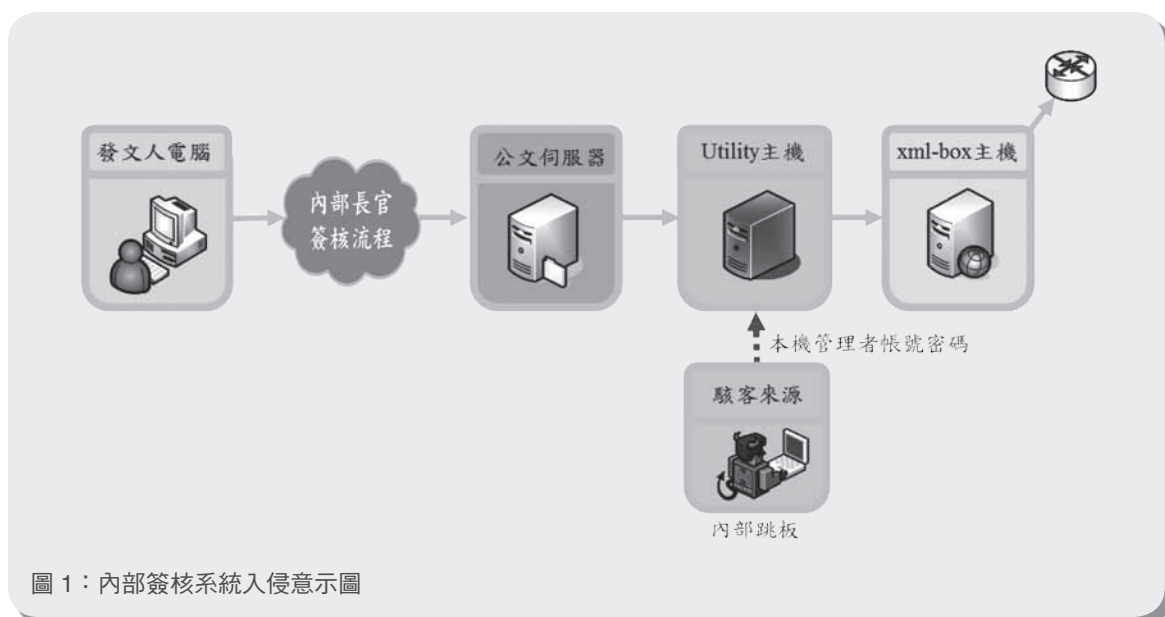 發文人電腦
內部長官
簽核流程
公文伺服器
Utility主機
xml-box主機
本機管理者帳號密碼
駭客來源
內部跳板
圖 1：內部簽核系統入侵意示圖